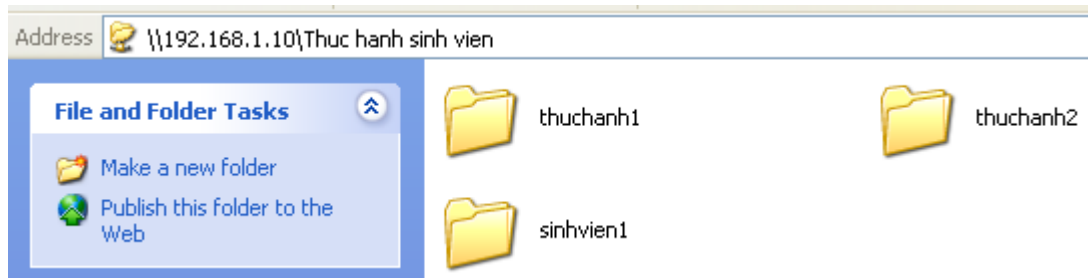 Address \\192.168.1.10\Thuc hanh sinh vien
File and Folder Tasks
Make a new folder
Publish this folder to the
Web
thuchanh1
thuchanh2
sinhvien1